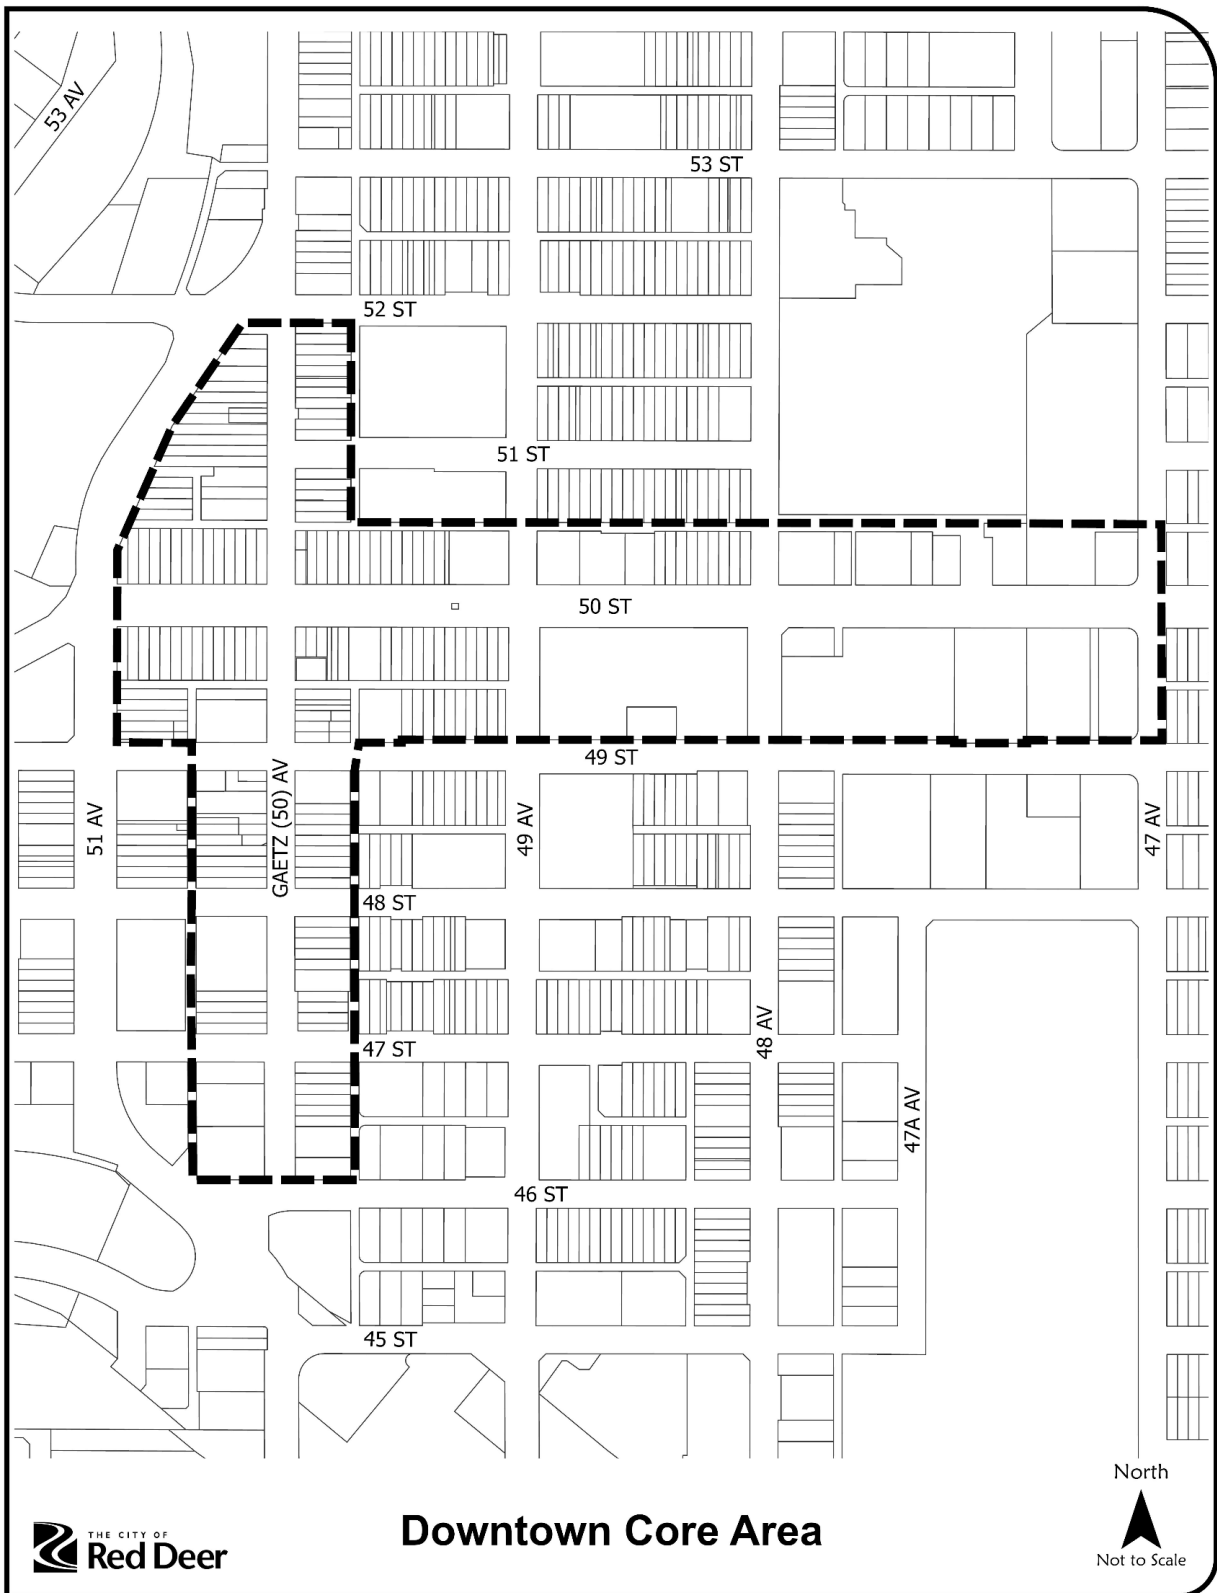 53 AV
53 ST
52 ST
51 ST
50 ST
49 ST
51 AV
GAETZ (50) AV
49 AV
47 AV
48 ST
48 AV
47 ST
47A AV
46 ST
45 ST
North
Not to Scale
THE CITY OF
Red Deer
Downtown Core Area